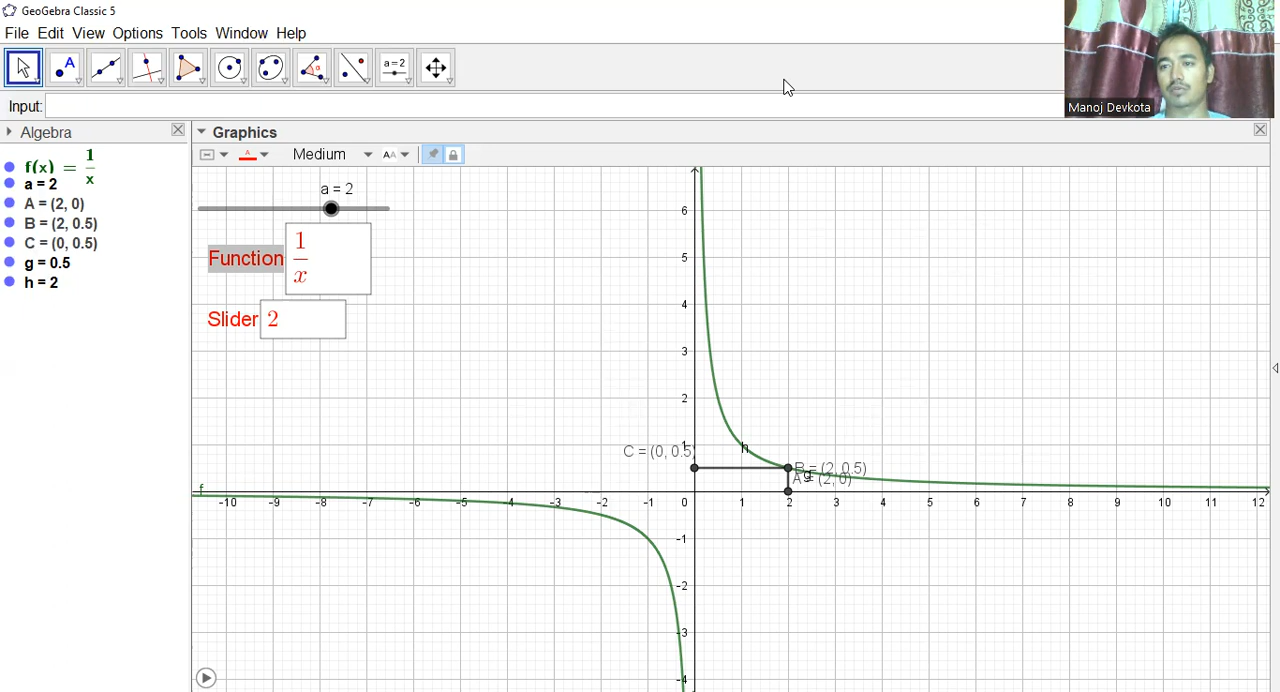 GeoGebra Classic 5
File Edit View Options Tools Window Help
A
a=2
Manoj Devkota
Input:
Algebra
Graphics
Medium
AA
f(x) = 1/x
a = 2
A = (2, 0)
B = (2, 0.5)
C = (0, 0.5)
g = 0.5
h = 2
a = 2
Function 1/x
Slider 2
6
5
4
3
2
1
h
C = (0, 0.5)
B = (2, 0.5)
g
A = (2, 0)
f
-10 -9 -8 -7 -6 -5 -4 -3 -2 -1 0 1 2 3 4 5 6 7 8 9 10 11 12
-1
-2
-3
-4